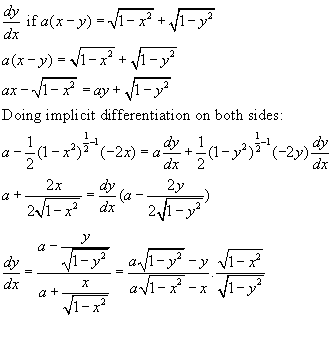 dy/dx if a(x−y) = √(1−x²) + √(1−y²)
a(x−y) = √(1−x²) + √(1−y²)
ax−√(1−x²) = ay+√(1−y²)
Doing implicit differentiation on both sides:
a−1/2(1−x²)^(1/2−1)(−2x) = a dy/dx + 1/2(1−y²)^(1/2−1)(−2y) dy/dx
a + 2x/(2√(1−x²)) = dy/dx (a − 2y/(2√(1−y²)))
dy/dx = (a − y/√(1−y²))/(a + x/√(1−x²)) = (a√(1−y²) − y)/(a√(1−x²) − x) . √(1−x²)/√(1−y²)